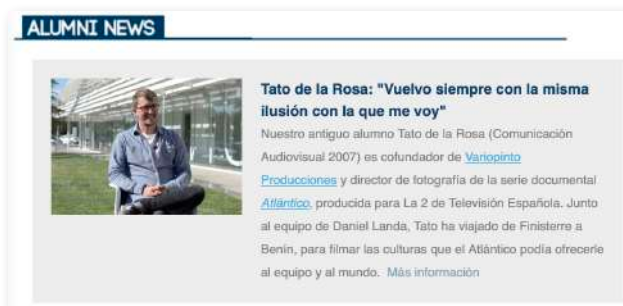 ALUMNI NEWS
Tato de la Rosa: "Vuelvo siempre con la misma
ilusión con la que me voy"
Nuestro antiguo alumno Tato de la Rosa (Comunicación
Audiovisual 2007) es cofundador de Variopinto
Producciones y director de fotografía de la serie documental
Atlántico, producida para La 2 de Televisión Española. Junto
al equipo de Daniel Landa, Tato ha viajado de Finisterre a
Benín, para filmar las culturas que el Atlántico podía ofrecerle
al equipo y al mundo. Más información